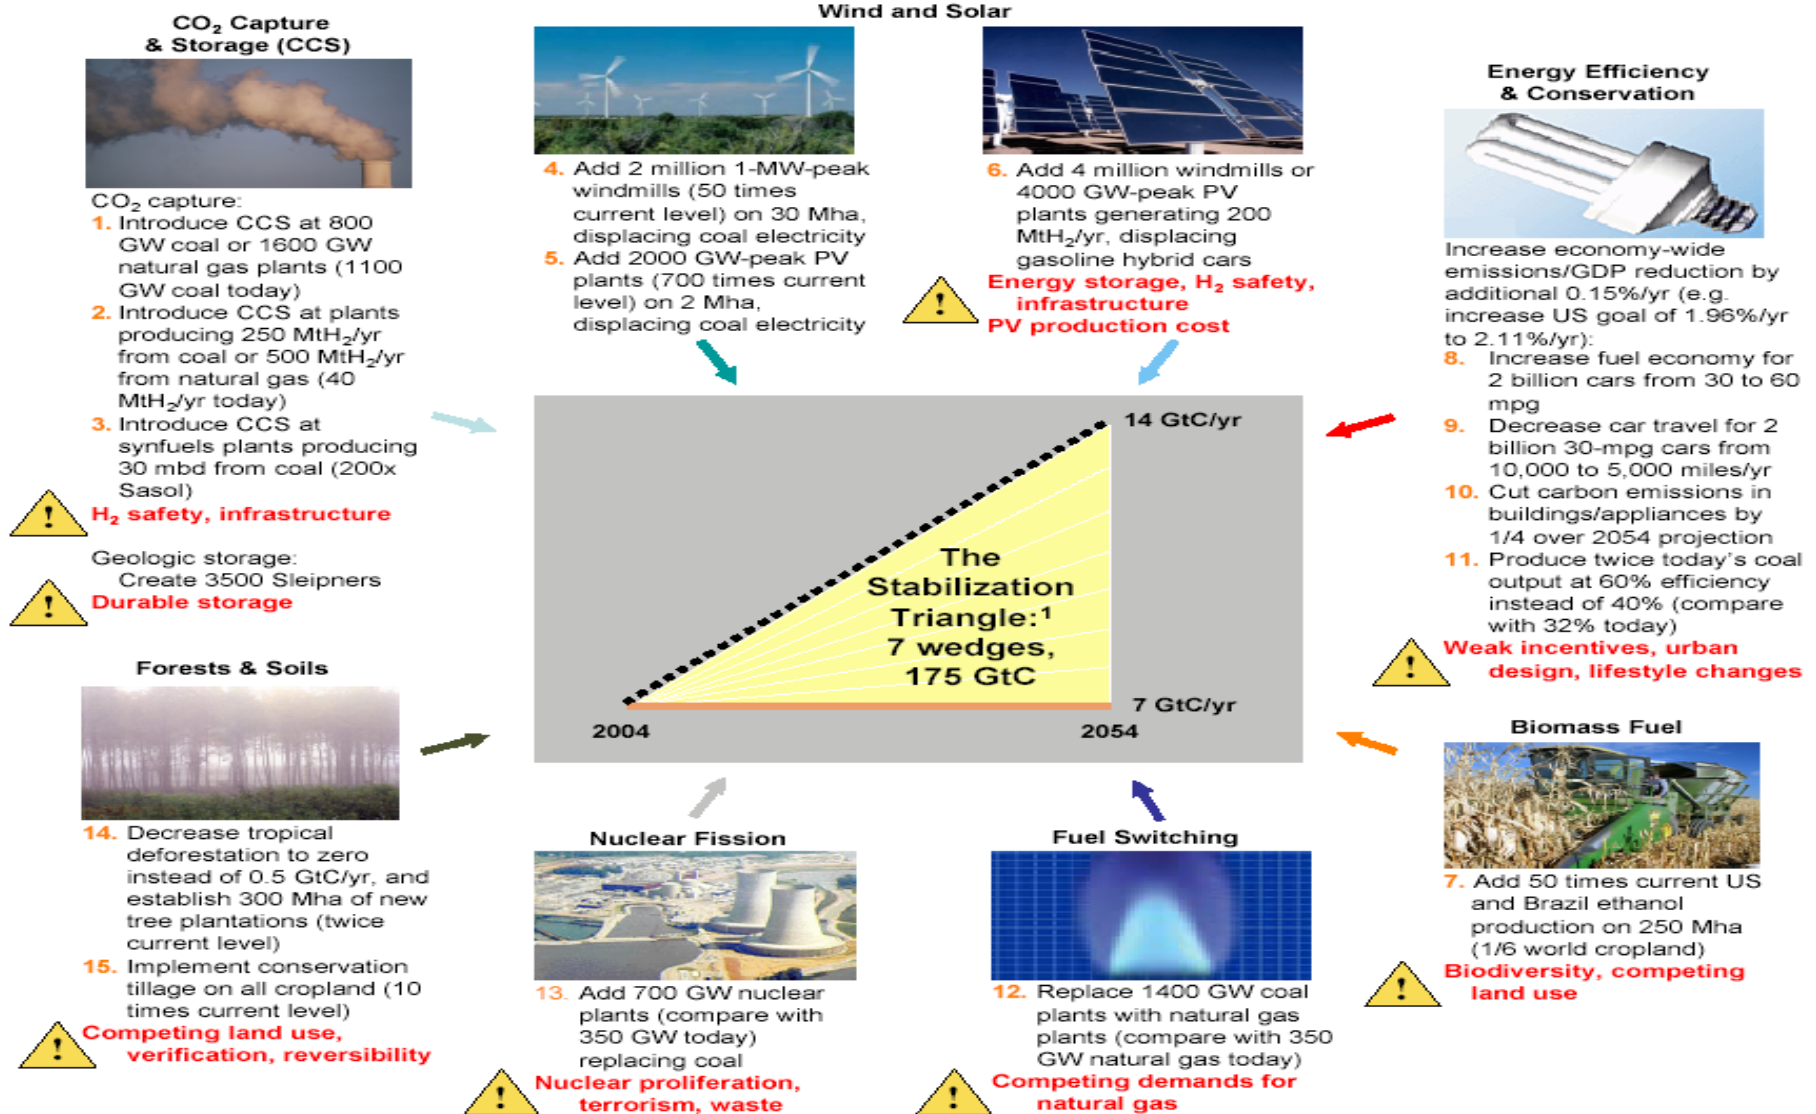 CO₂ Capture
& Storage (CCS)
CO₂ capture:
1. Introduce CCS at 800
GW coal or 1600 GW
natural gas plants (1100
GW coal today)
2. Introduce CCS at plants
producing 250 MtH₂/yr
from coal or 500 MtH₂/yr
from natural gas (40
MtH₂/yr today)
3. Introduce CCS at
synfuels plants producing
30 mbd from coal (200x
Sasol)
! H₂ safety, infrastructure
Geologic storage:
Create 3500 Sleipners
! Durable storage
Wind and Solar
4. Add 2 million 1-MW-peak
windmills (50 times
current level) on 30 Mha,
displacing coal electricity
5. Add 2000 GW-peak PV
plants (700 times current
level) on 2 Mha,
displacing coal electricity
6. Add 4 million windmills or
4000 GW-peak PV
plants generating 200
MtH₂/yr, displacing
gasoline hybrid cars
! Energy storage, H₂ safety,
infrastructure
PV production cost
Energy Efficiency
& Conservation
Increase economy-wide
emissions/GDP reduction by
additional 0.15%/yr (e.g.
increase US goal of 1.96%/yr
to 2.11%/yr):
8. Increase fuel economy for
2 billion cars from 30 to 60
mpg
9. Decrease car travel for 2
billion 30-mpg cars from
10,000 to 5,000 miles/yr
10. Cut carbon emissions in
buildings/appliances by
1/4 over 2054 projection
11. Produce twice today's coal
output at 60% efficiency
instead of 40% (compare
with 32% today)
! Weak incentives, urban
design, lifestyle changes
14 GtC/yr
The
Stabilization
Triangle:¹
7 wedges,
175 GtC
7 GtC/yr
2004
2054
Forests & Soils
14. Decrease tropical
deforestation to zero
instead of 0.5 GtC/yr, and
establish 300 Mha of new
tree plantations (twice
current level)
15. Implement conservation
tillage on all cropland (10
times current level)
! Competing land use,
verification, reversibility
Nuclear Fission
13. Add 700 GW nuclear
plants (compare with
350 GW today)
replacing coal
! Nuclear proliferation,
terrorism, waste
Fuel Switching
12. Replace 1400 GW coal
plants with natural gas
plants (compare with 350
GW natural gas today)
! Competing demands for
natural gas
Biomass Fuel
7. Add 50 times current US
and Brazil ethanol
production on 250 Mha
(1/6 world cropland)
! Biodiversity, competing
land use